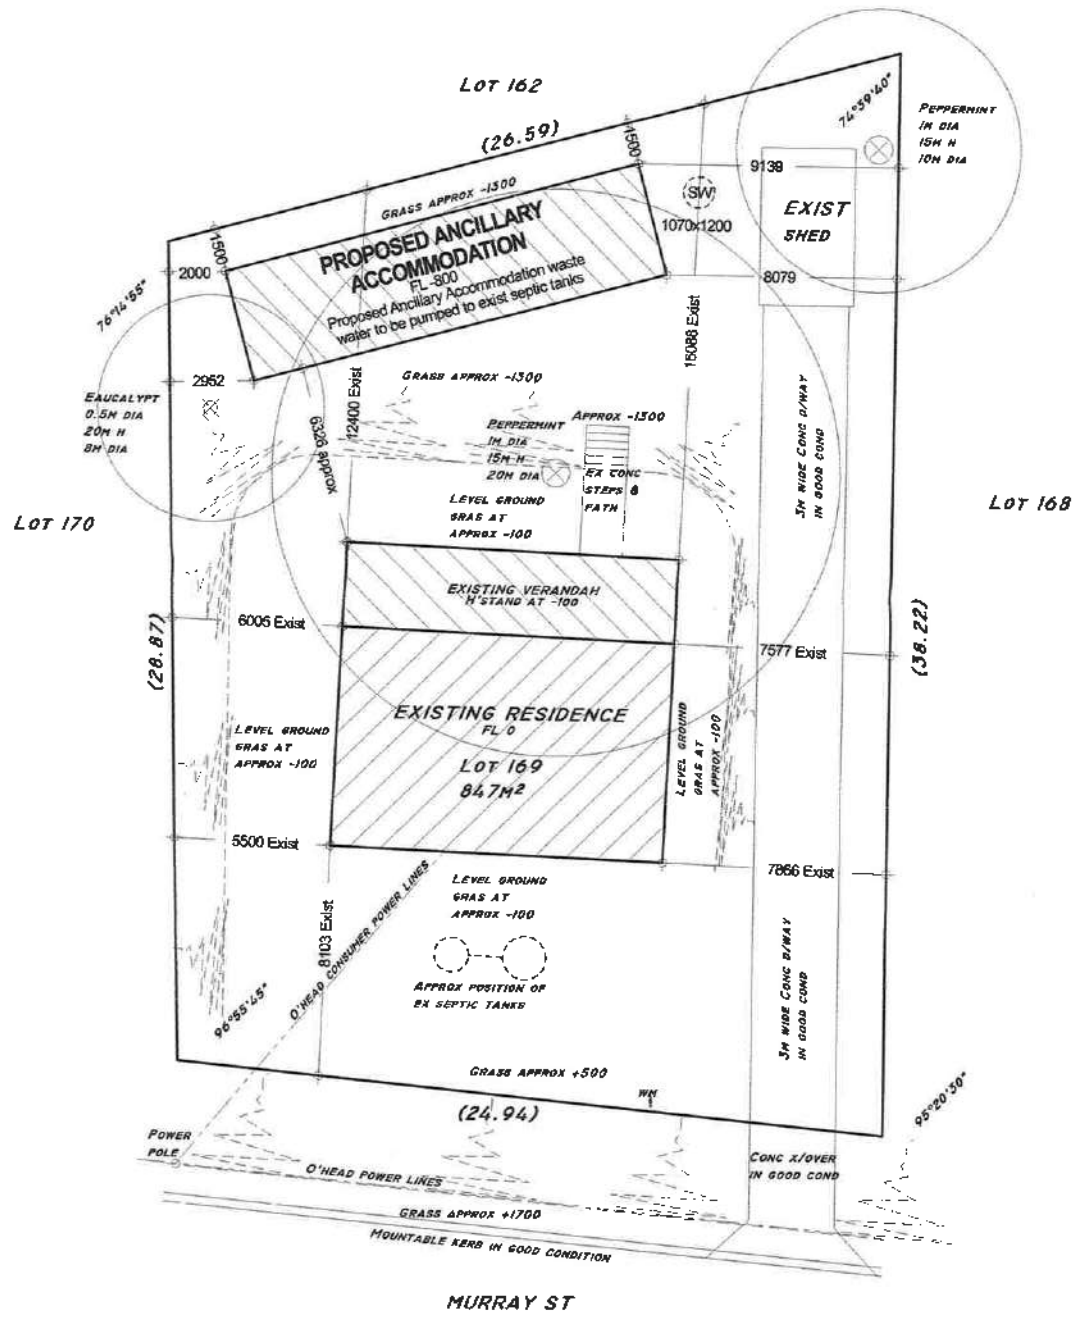 LOT 162
(26.59)
74°39'40"
PEPPERMINT
1M DIA
15M H
10M DIA
1500
9139
GRASS APPROX -1300
SW
1070x1200
EXIST
SHED
1500
2000
PROPOSED ANCILLARY
ACCOMMODATION
FL -800
Proposed Ancillary Accommodation waste
water to be pumped to exist septic tanks
8079
76°14'55"
2952
EAUCALYPT
0.5M DIA
20M H
8M DIA
12400 Exist
15088 Exist
6326 approx
GRASS APPROX -1300
APPROX -1300
PEPPERMINT
1M DIA
15M H
20M DIA
EX CONC
STEPS &
PATH
3M WIDE CONC D/WAY
IN GOOD COND
LOT 170
LOT 168
LEVEL GROUND
GRAS AT
APPROX -100
EXISTING VERANDAH
H'STAND AT -100
6005 Exist
7577 Exist
(28.87)
(38.22)
EXISTING RESIDENCE
FL 0
LOT 169
847M²
LEVEL GROUND
GRAS AT
APPROX -100
LEVEL GROUND
GRAS AT
APPROX -100
5500 Exist
7866 Exist
LEVEL GROUND
GRAS AT
APPROX -100
8103 Exist
O'HEAD CONSUMER POWER LINES
APPROX POSITION OF
EX SEPTIC TANKS
3M WIDE CONC D/WAY
IN GOOD COND
96°55'45"
GRASS APPROX +500
(24.94)
WM
95°20'30"
POWER
POLE
O'HEAD POWER LINES
CONC X/OVER
IN GOOD COND
GRASS APPROX +1700
MOUNTABLE KERB IN GOOD CONDITION
MURRAY ST